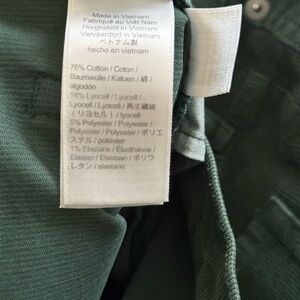 Made in Vietnam
Fabriqué au Viêt Nam
Hergestellt in Vietnam
Vervaardigd in Vietnam
ベトナム製
hecho en vietnam
76% Cotton / Coton /
Baumwolle / Katoen / 綿 /
algodón
18% Lyocell / Lyocell /
Lyocell / Lyocell / 再生繊維
(リヨセル) / lyocell
5% Polyester / Polyester /
Polyester / Polyester / ポリエ
ステル / poliéster
1% Elastane / Élasthanne /
Elastan / Elastaan / ポリウ
レタン / elastano